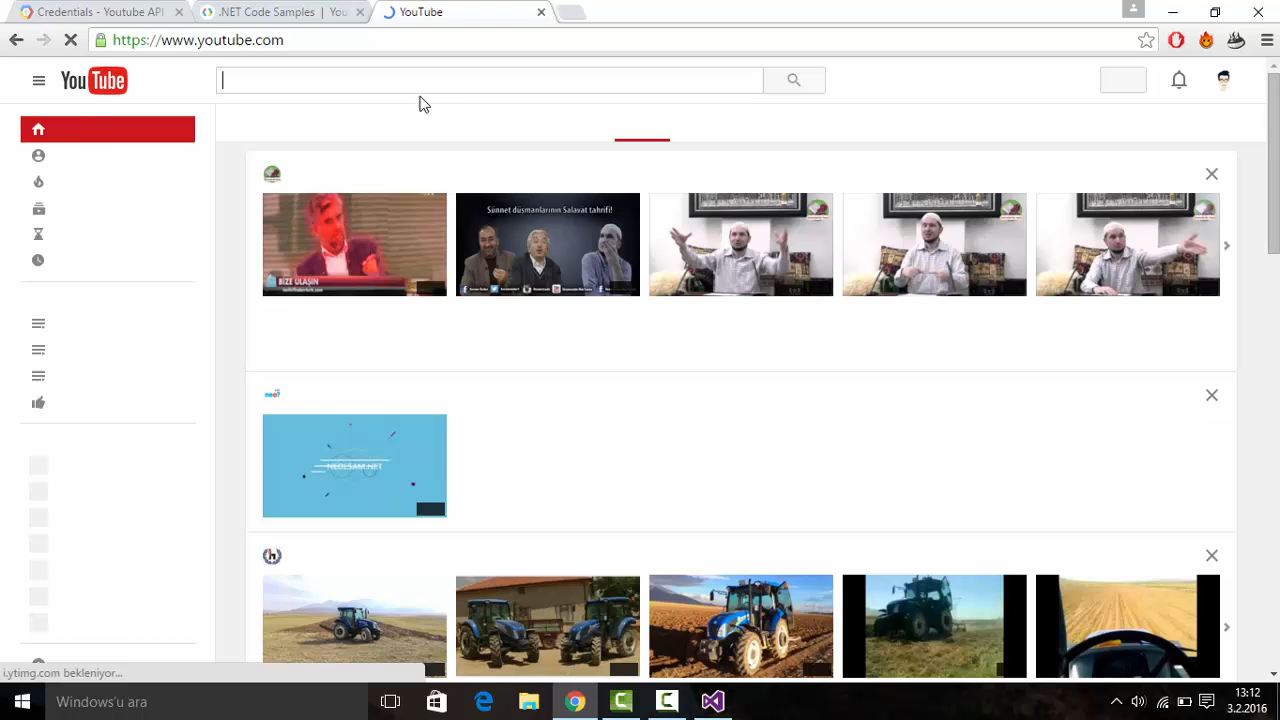 Credentials - Youtube API
.NET Code Samples | You
YouTube
https://www.youtube.com
YouTube
BİZE ULAŞIN
Sünnet düşmanlarının Salavat tahrifi!
NEOLSAM.NET
i.ytimg.com bekleniyor...
Windows'u ara
13:12
3.2.2016